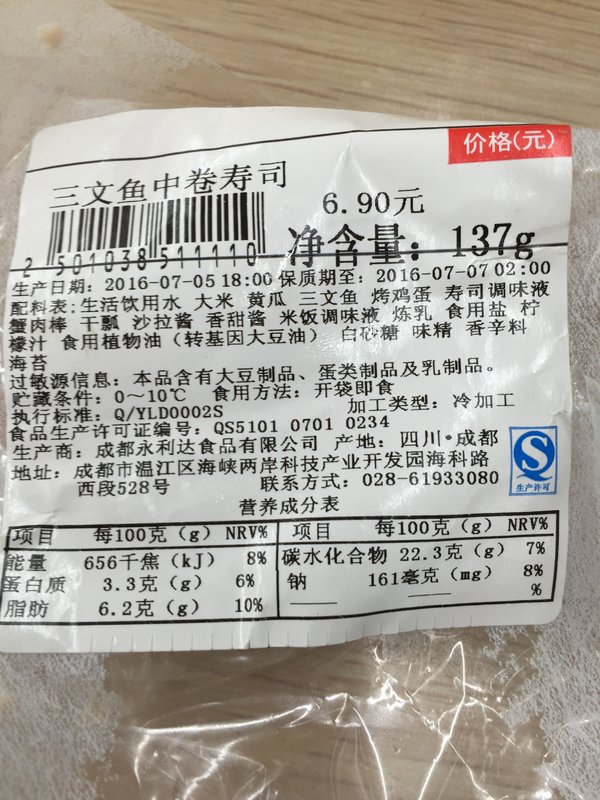 价格(元)
三文鱼中卷寿司
6.90元
2 501038 511110
净含量: 137g
生产日期: 2016-07-05 18:00 保质期至: 2016-07-07 02:00
配料表: 生活饮用水 大米 黄瓜 三文鱼 烤鸡蛋 寿司调味液
蟹肉棒 干瓢 沙拉酱 香甜酱 米饭调味液 炼乳 食用盐 柠
檬汁 食用植物油 (转基因大豆油) 白砂糖 味精 香辛料
海苔
过敏源信息: 本品含有大豆制品、蛋类制品及乳制品。
贮藏条件: 0～10℃ 食用方法: 开袋即食
执行标准: Q/YLD0002S 加工类型: 冷加工
食品生产许可证编号: QS5101 0701 0234
生产商: 成都永利达食品有限公司 产地: 四川·成都
地址: 成都市温江区海峡两岸科技产业开发园海科路
西段528号 联系方式: 028-61933080
生产许可
营养成分表
项目 每100克 (g) NRV% 项目 每100克 (g) NRV%
能量 656千焦 (kJ) 8% 碳水化合物 22.3克 (g) 7%
蛋白质 3.3克 (g) 6% 钠 161毫克 (mg) 8%
脂肪 6.2克 (g) 10% —— —— %